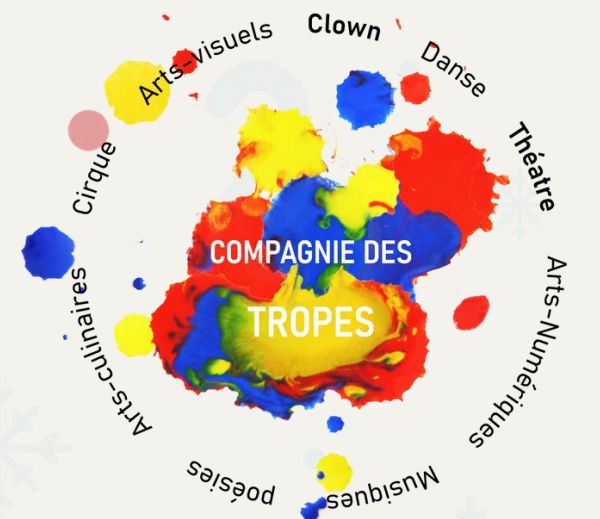 Clown
Danse
Théatre
Arts-Numériques
Musiques
poésies
Arts-culinaires
Cirque
Arts-visuels
COMPAGNIE DES
TROPES